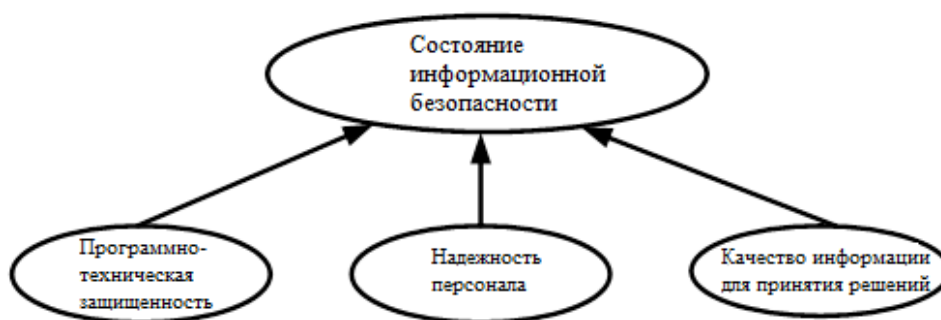 Состояние
информационной
безопасности
Программно-
техническая
защищенность
Надежность
персонала
Качество информации
для принятия решений